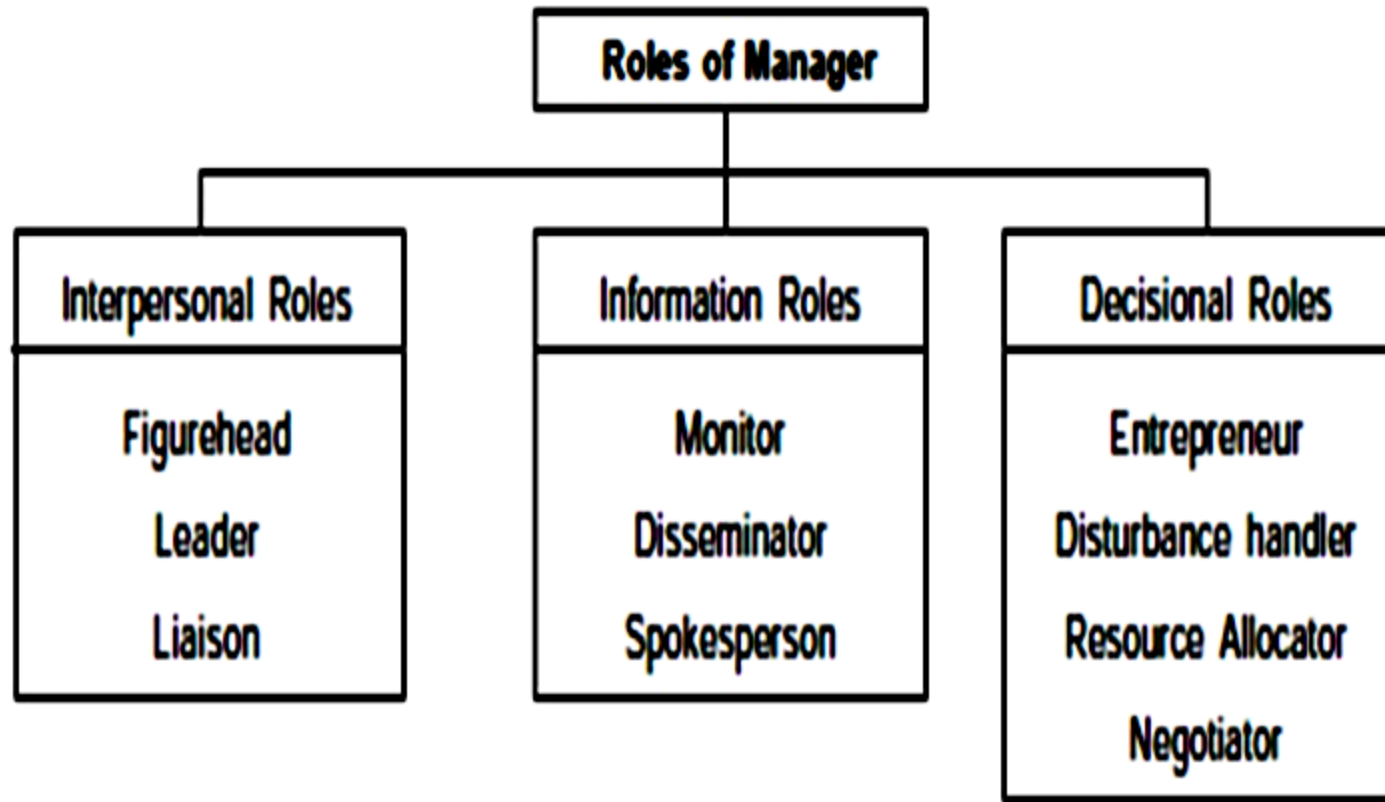 Roles of Manager
Interpersonal Roles
Figurehead
Leader
Liaison
Information Roles
Monitor
Disseminator
Spokesperson
Decisional Roles
Entrepreneur
Disturbance handler
Resource Allocator
Negotiator